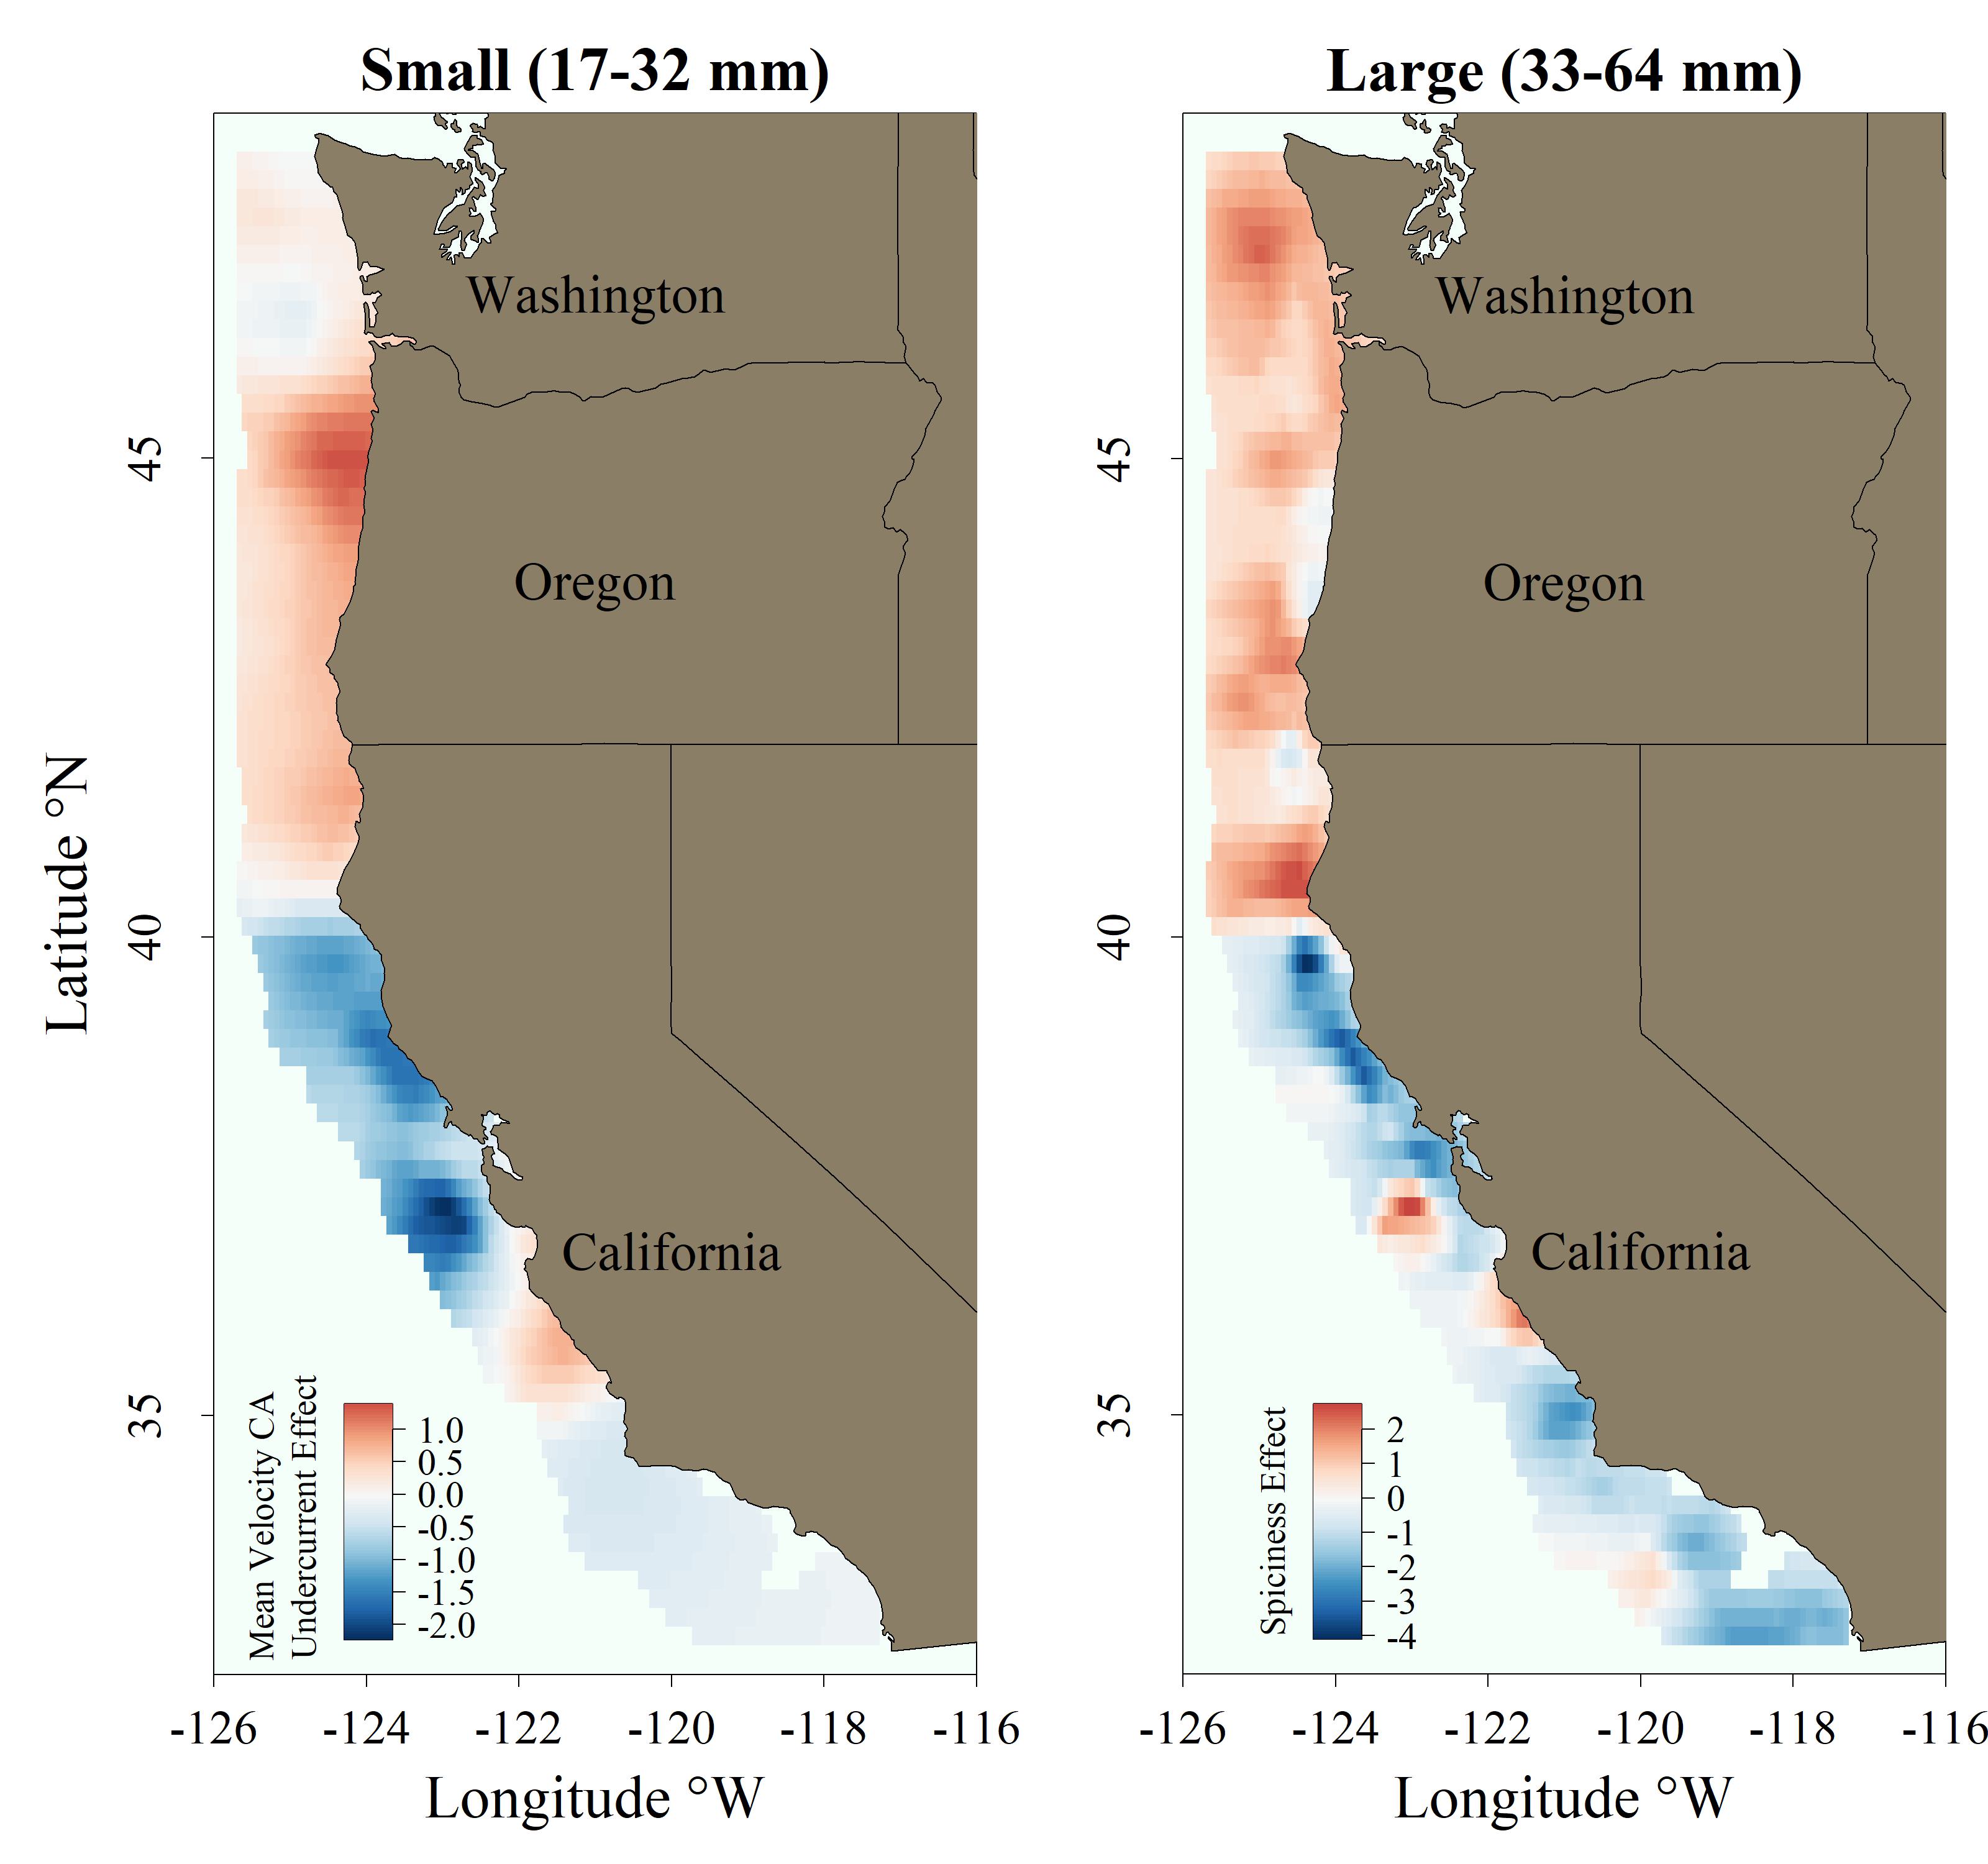 Small (17-32 mm)
Large (33-64 mm)
Washington
Oregon
California
Washington
Oregon
California
Latitude °N
45
40
35
45
40
35
Mean Velocity CA
Undercurrent Effect
1.0
0.5
0.0
-0.5
-1.0
-1.5
-2.0
Spiciness Effect
2
1
0
-1
-2
-3
-4
-126 -124 -122 -120 -118 -116
-126 -124 -122 -120 -118 -116
Longitude °W
Longitude °W